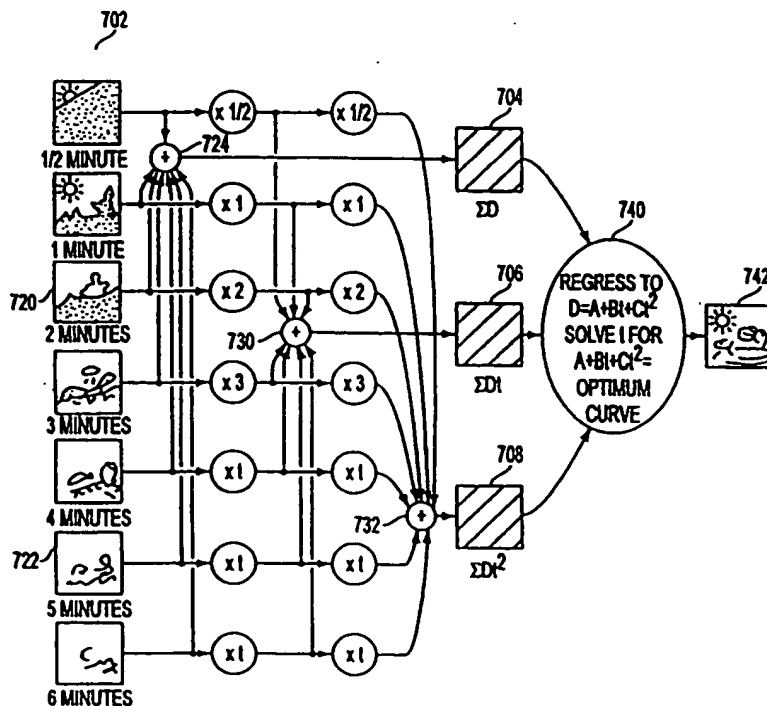 702
1/2 MINUTE
x 1/2
x 1/2
+
724
704
ΣD
1 MINUTE
x 1
x 1
720
2 MINUTES
x 2
x 2
730
+
706
ΣDt
740
REGRESS TO
D=A+Bt+Ct²
SOLVE t FOR
A+Bt+Ct²=
OPTIMUM
CURVE
742
3 MINUTES
x 3
x 3
4 MINUTES
x t
x t
732
+
708
ΣDt²
722
5 MINUTES
x t
x t
6 MINUTES
x t
x t